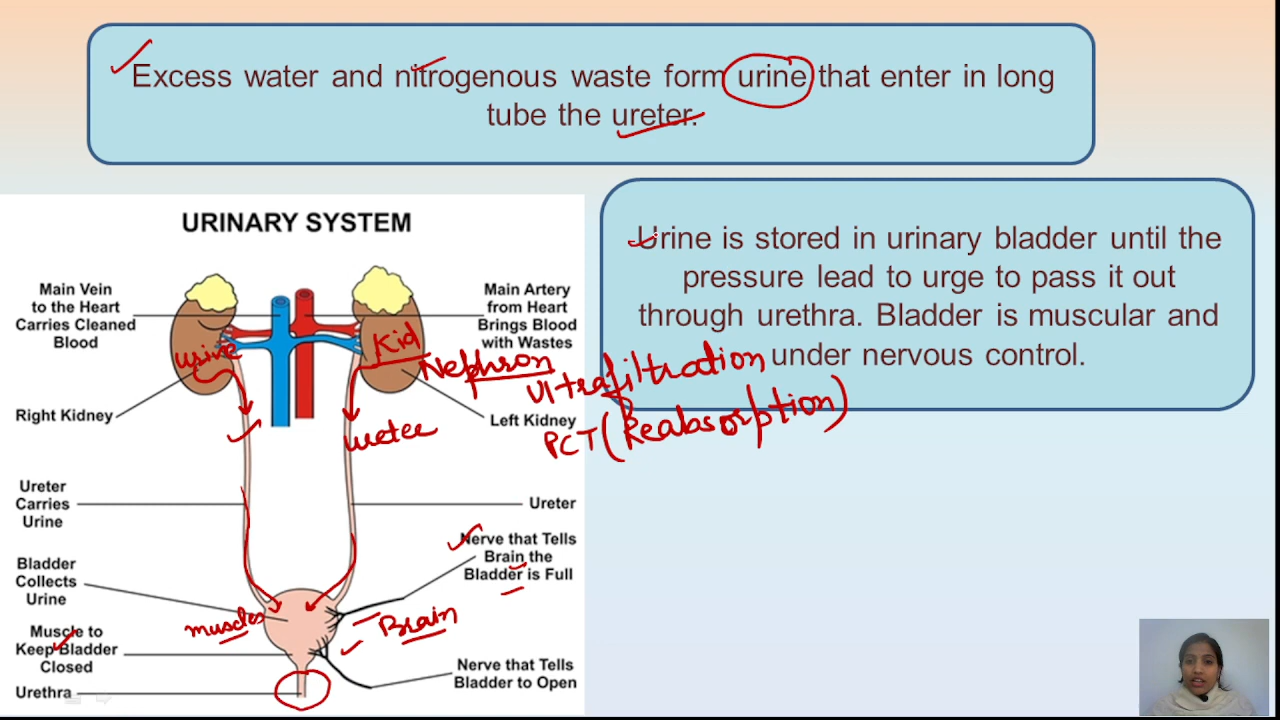 Excess water and nitrogenous waste form urine that enter in long
tube the ureter.
URINARY SYSTEM
Main Vein
to the Heart
Carries Cleaned
Blood
Main Artery
from Heart
Brings Blood
with Wastes
Right Kidney
Left Kidney
Ureter
Carries
Urine
Ureter
Bladder
Collects
Urine
Nerve that Tells
Brain the
Bladder is Full
Muscle to
Keep Bladder
Closed
Nerve that Tells
Bladder to Open
Urethra
urine
Kid
Nephron
Ultrafiltration
PCT (Reabsorption)
muscles
Brain
Urine is stored in urinary bladder until the
pressure lead to urge to pass it out
through urethra. Bladder is muscular and
under nervous control.